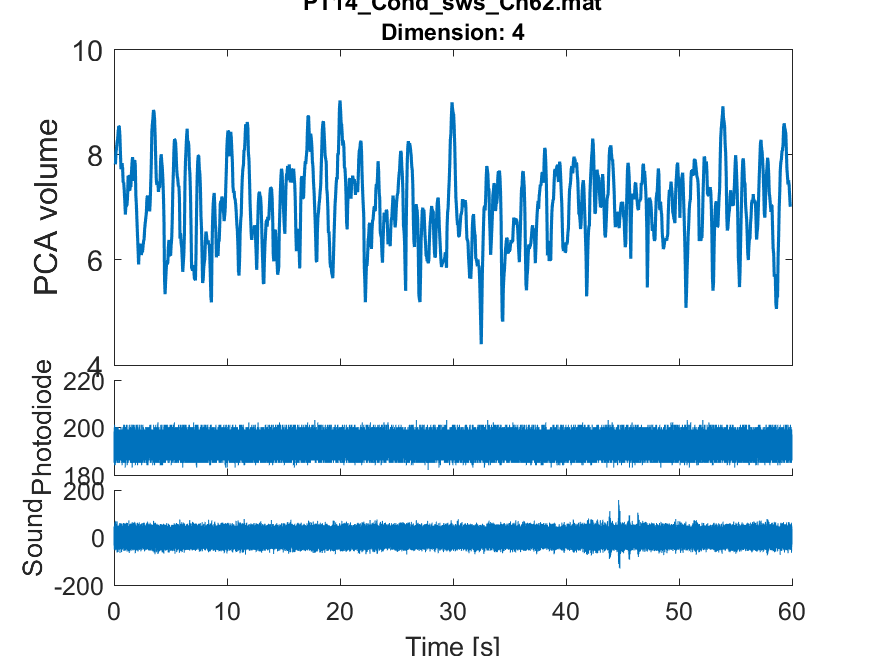 PT14_Cond_sws_Ch62.mat
Dimension: 4
10
8
6
4
PCA volume
220
200
180
Photodiode
200
0
-200
Sound
0 10 20 30 40 50 60
Time [s]